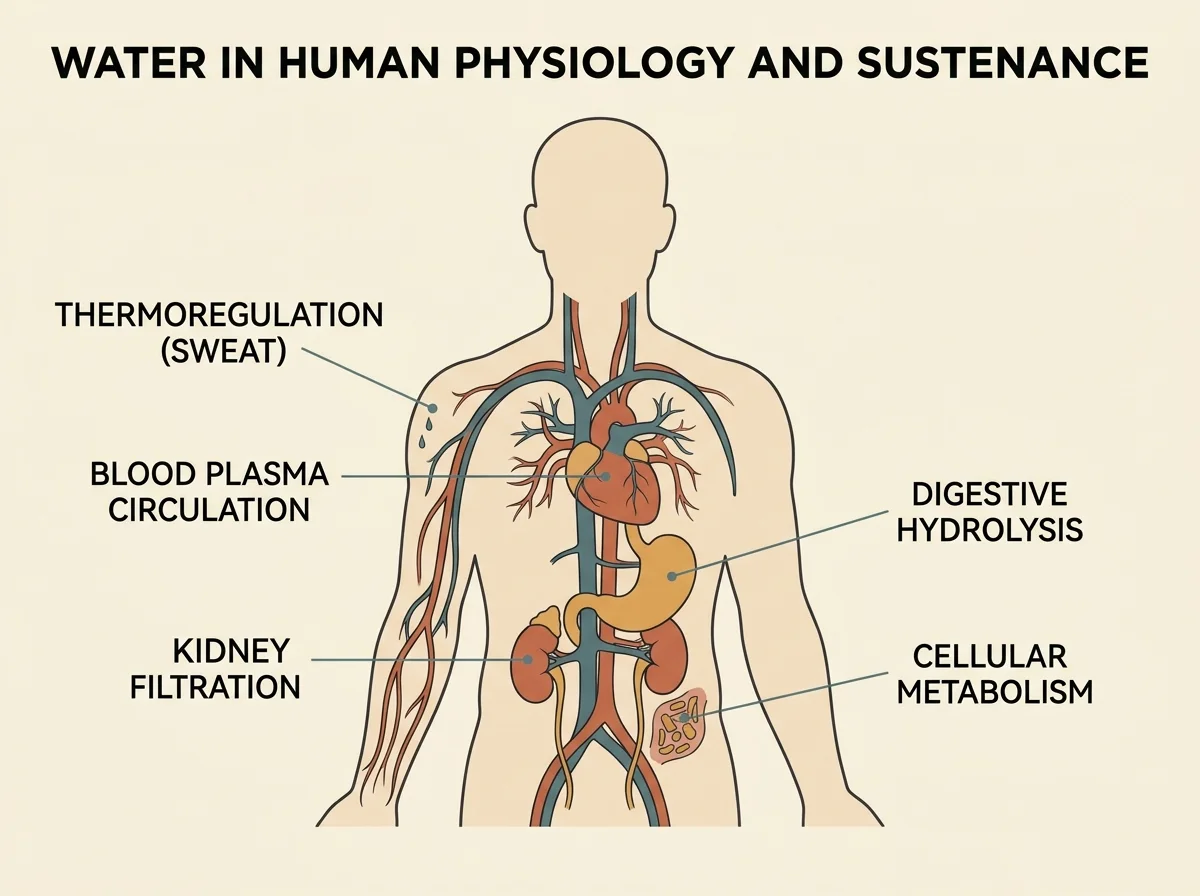 WATER IN HUMAN PHYSIOLOGY AND SUSTENANCE
THERMOREGULATION
(SWEAT)
BLOOD PLASMA
CIRCULATION
KIDNEY
FILTRATION
DIGESTIVE
HYDROLYSIS
CELLULAR
METABOLISM